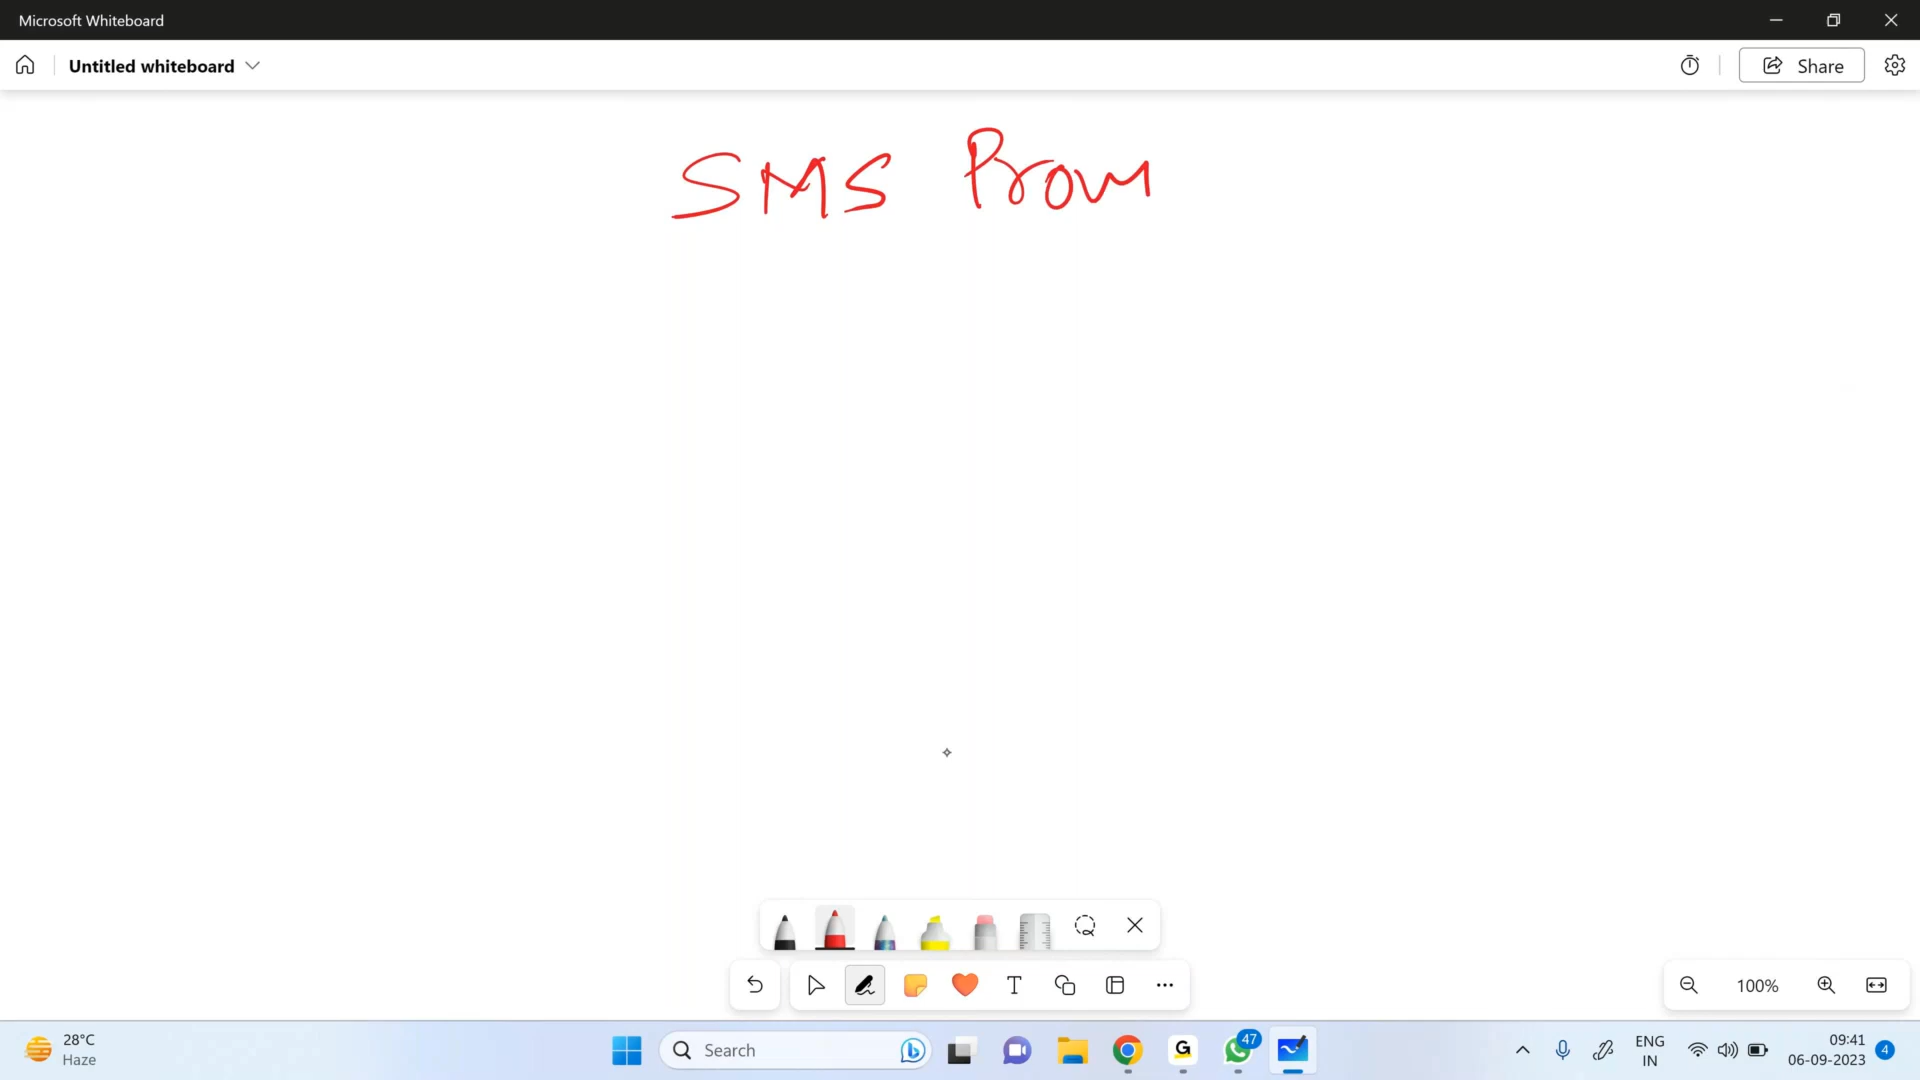 Microsoft Whiteboard
Untitled whiteboard
Share
SMS Prom
100%
28°C
Haze
Search
47
ENG
IN
09:41
06-09-2023
4